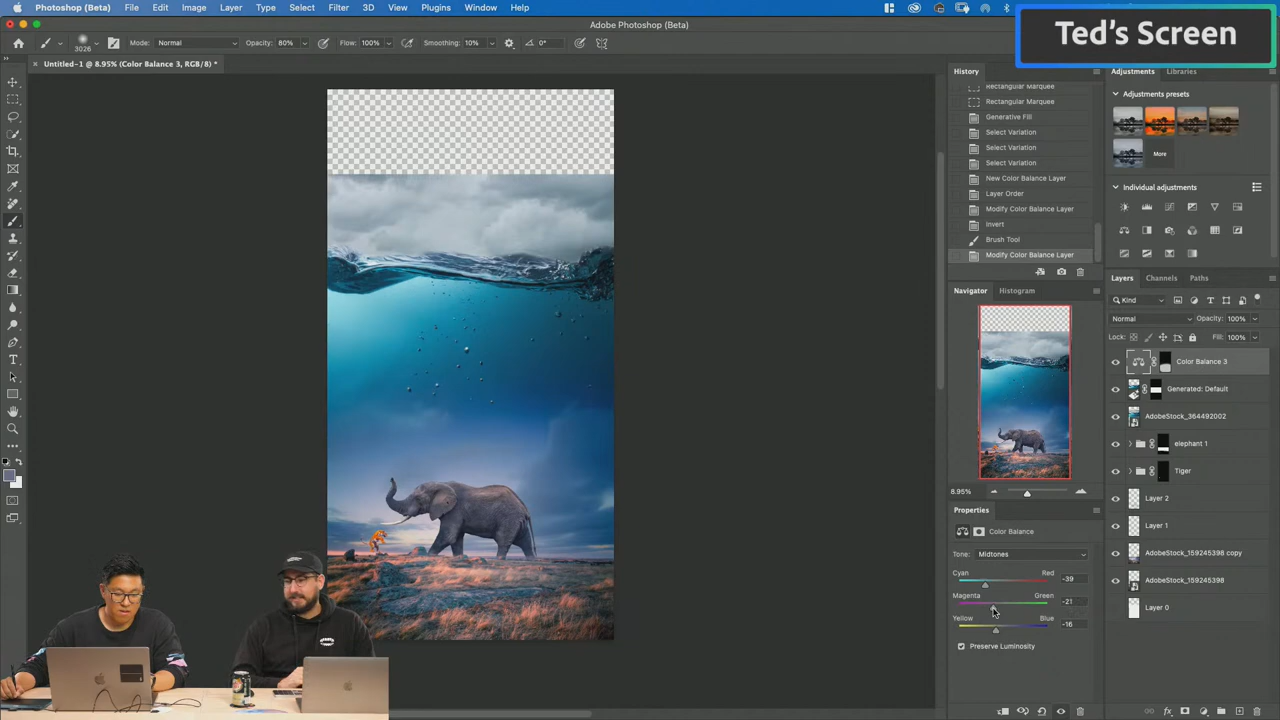 Photoshop (Beta) File Edit Image Layer Type Select Filter 3D View Plugins Window Help
Ted's Screen
Adobe Photoshop (Beta)
3026 Mode: Normal Opacity: 80% Flow: 100% Smoothing: 10% 0°
Untitled-1 @ 8.95% (Color Balance 3, RGB/8) *
History
Rectangular Marquee
Rectangular Marquee
Generative Fill
Select Variation
Select Variation
Select Variation
New Color Balance Layer
Layer Order
Modify Color Balance Layer
Invert
Brush Tool
Modify Color Balance Layer
Navigator Histogram
8.95%
Properties
Color Balance
Tone: Midtones
Cyan Red -39
Magenta Green -21
Yellow Blue -16
Preserve Luminosity
Adjustments Libraries
Adjustments presets
More
Individual adjustments
Layers Channels Paths
Kind
Normal Opacity: 100%
Lock: Fill: 100%
Color Balance 3
Generated: Default
AdobeStock_364492002
elephant 1
Tiger
Layer 2
Layer 1
AdobeStock_159245398 copy
AdobeStock_159245398
Layer 0